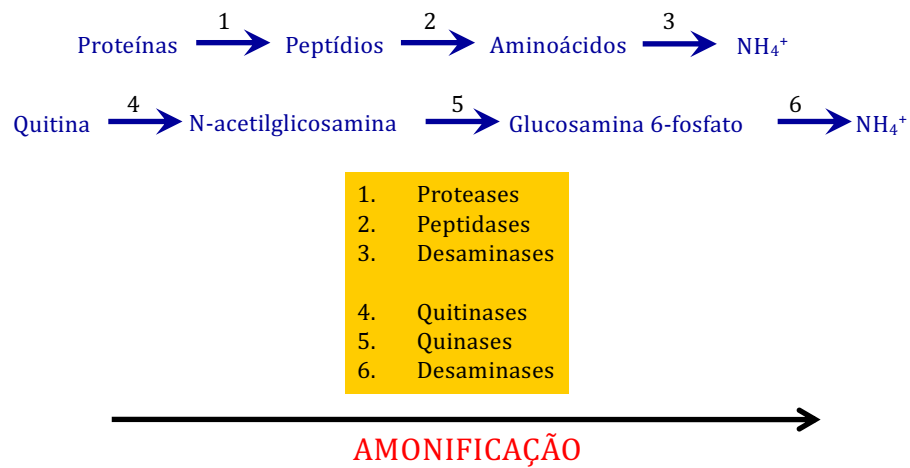 1 2 3
Proteínas Peptídios Aminoácidos NH₄⁺
4 5 6
Quitina N-acetilglicosamina Glucosamina 6-fosfato NH₄⁺
1. Proteases
2. Peptidases
3. Desaminases
4. Quitinases
5. Quinases
6. Desaminases
AMONIFICAÇÃO